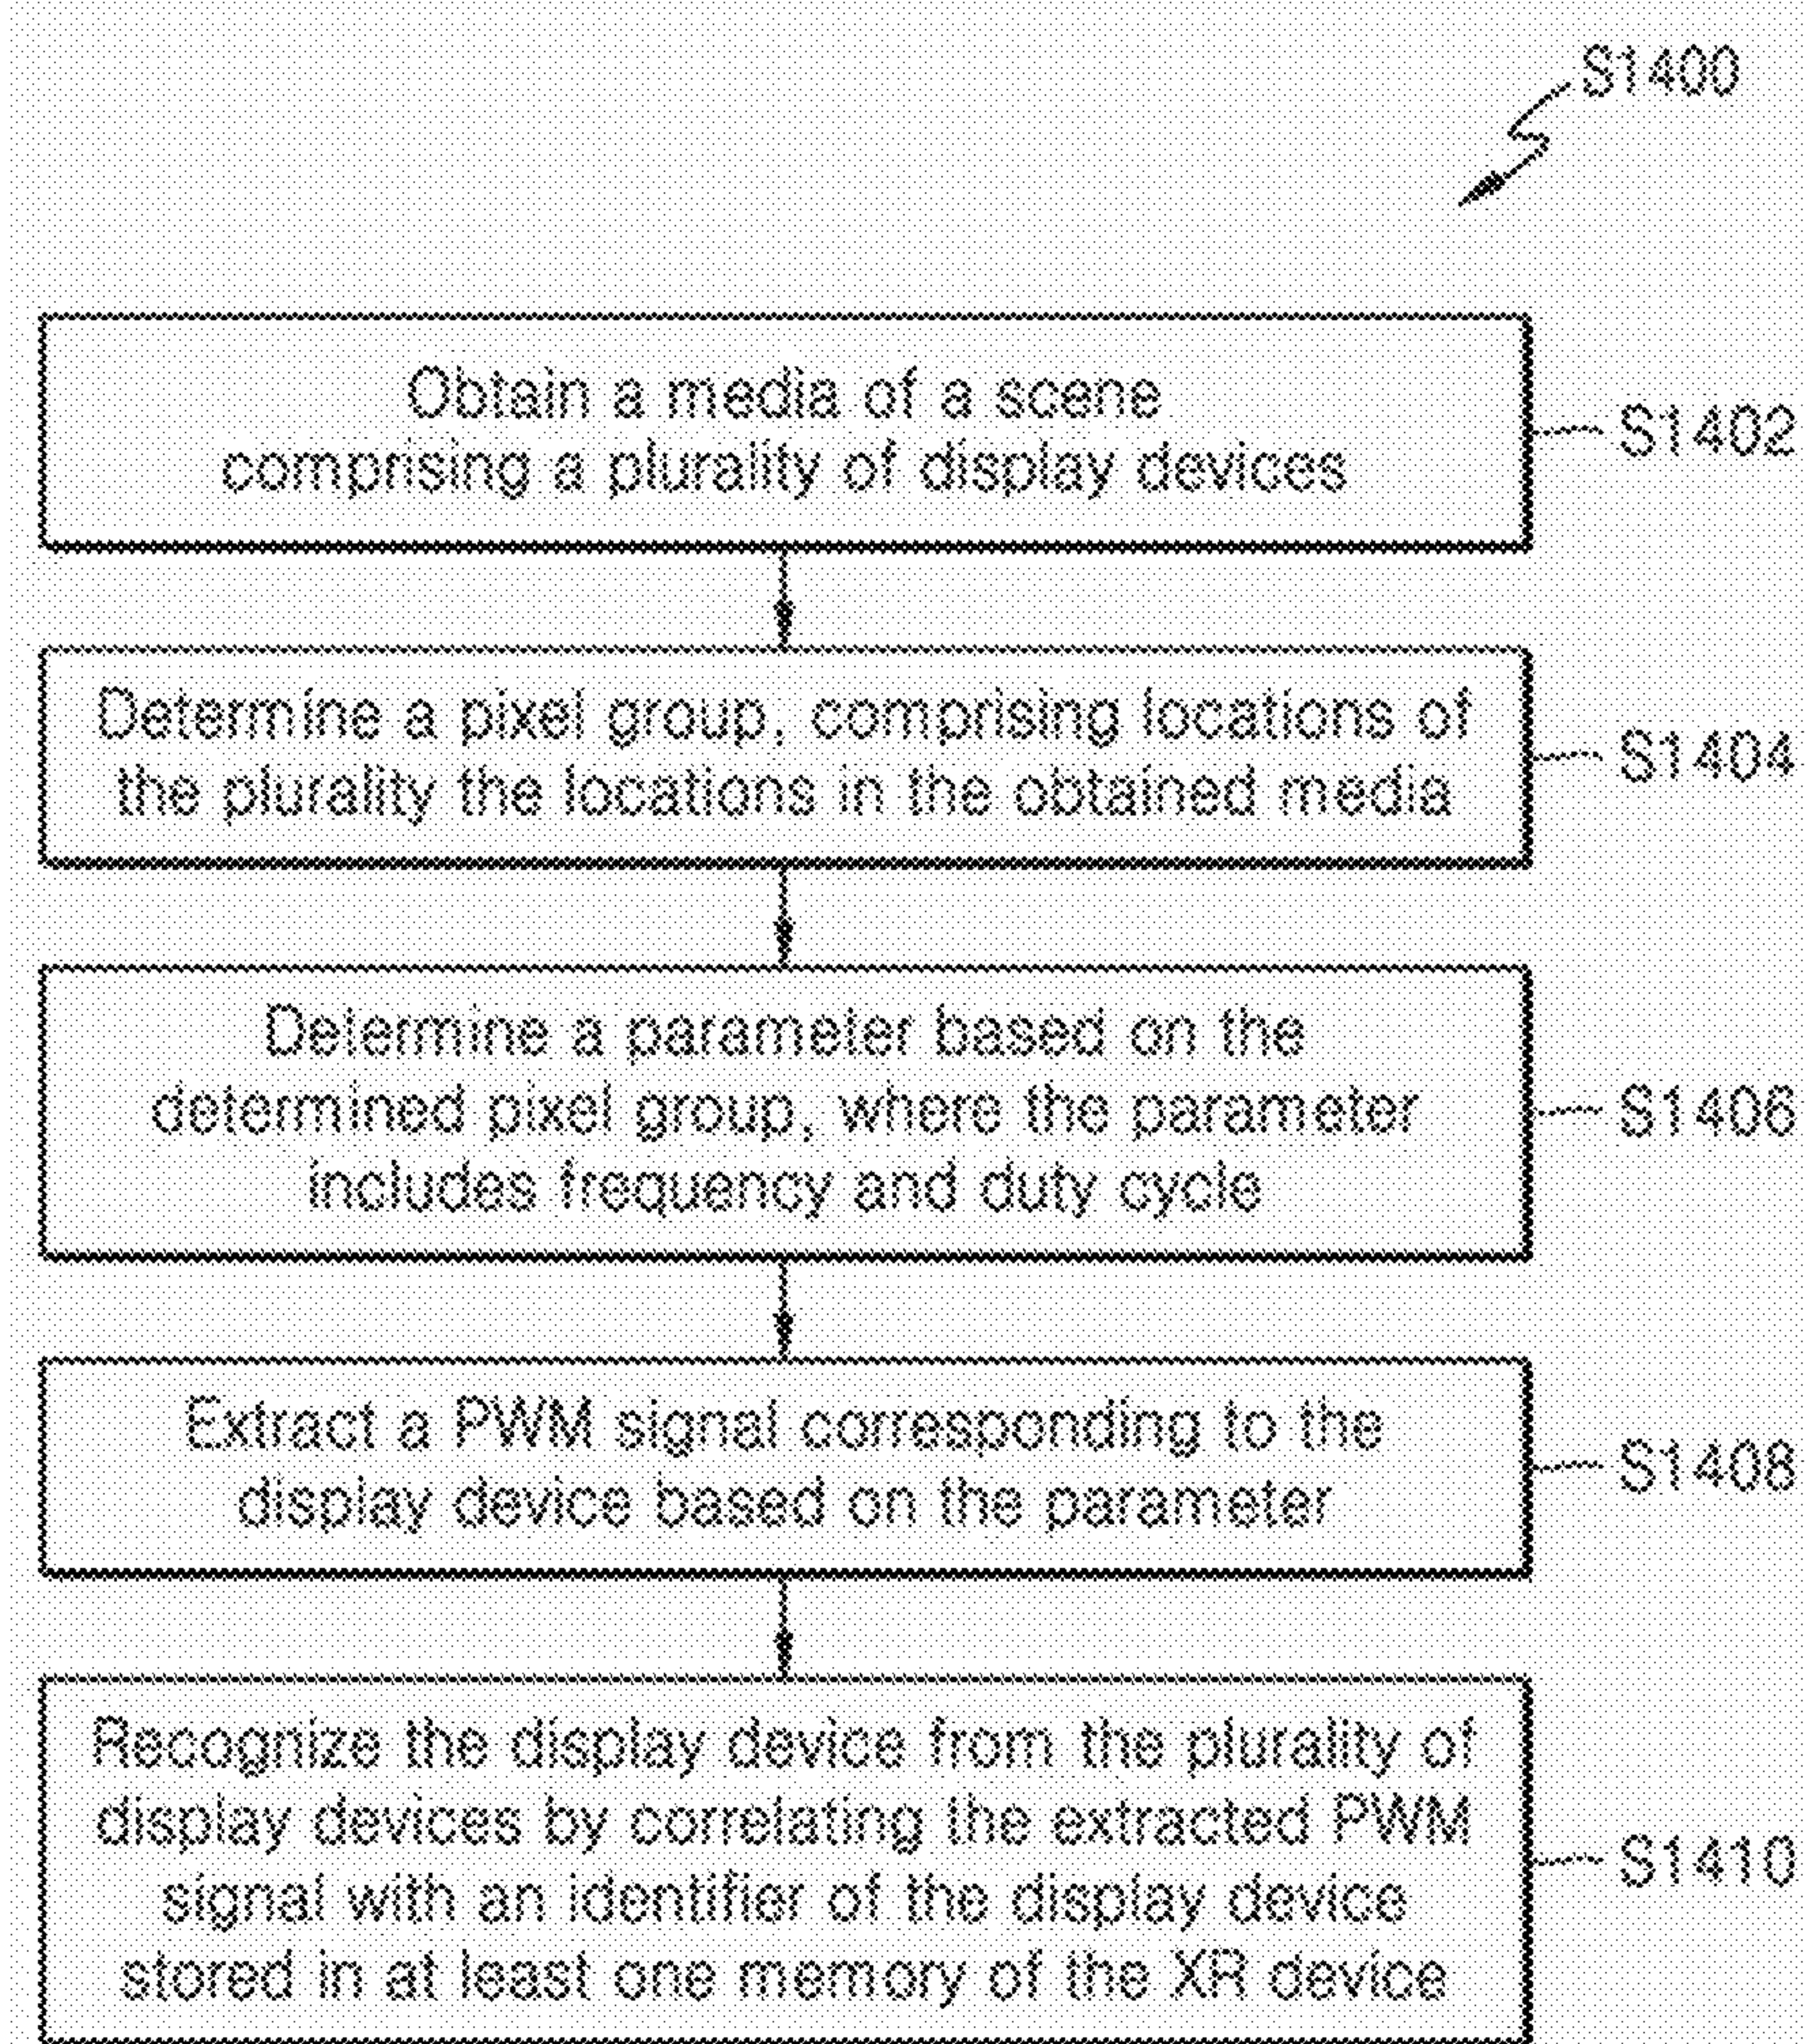 S1400
Obtain a media of a scene
comprising a plurality of display devices
S1402
Determine a pixel group, comprising locations of
the plurality the locations in the obtained media
S1404
Determine a parameter based on the
determined pixel group, where the parameter
includes frequency and duty cycle
S1406
Extract a PWM signal corresponding to the
display device based on the parameter
S1408
Recognize the display device from the plurality of
display devices by correlating the extracted PWM
signal with an identifier of the display device
stored in at least one memory of the XR device
S1410